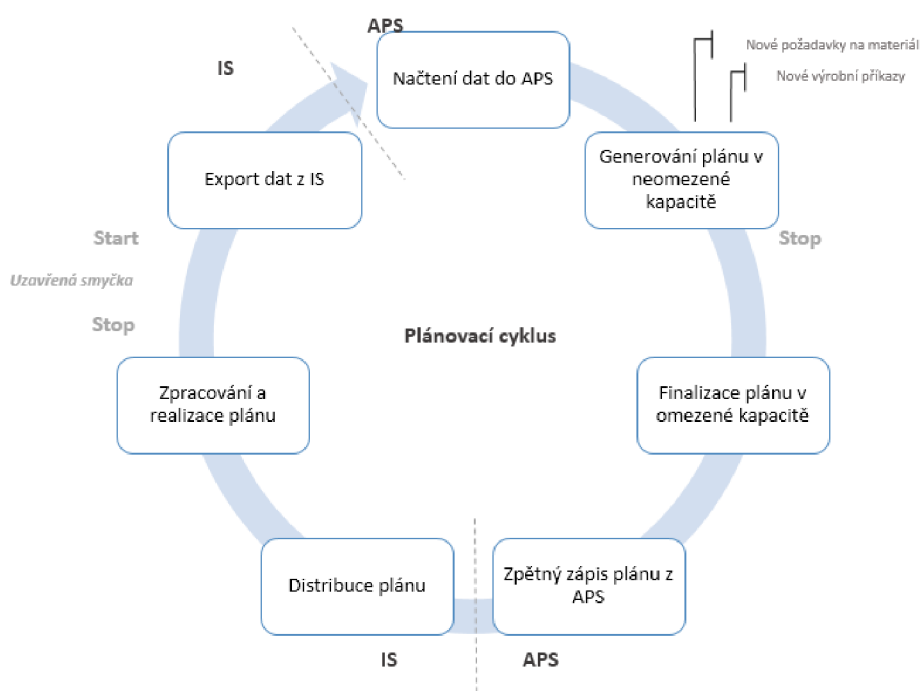 APS
IS
Načtení dat do APS
Nové požadavky na materiál
Nové výrobní příkazy
Export dat z IS
Generování plánu v
neomezené
kapacitě
Start
Stop
Uzavřená smyčka
Stop
Plánovací cyklus
Zpracování a
realizace plánu
Finalizace plánu v
omezené kapacitě
Distribuce plánu
Zpětný zápis plánu z
APS
IS
APS